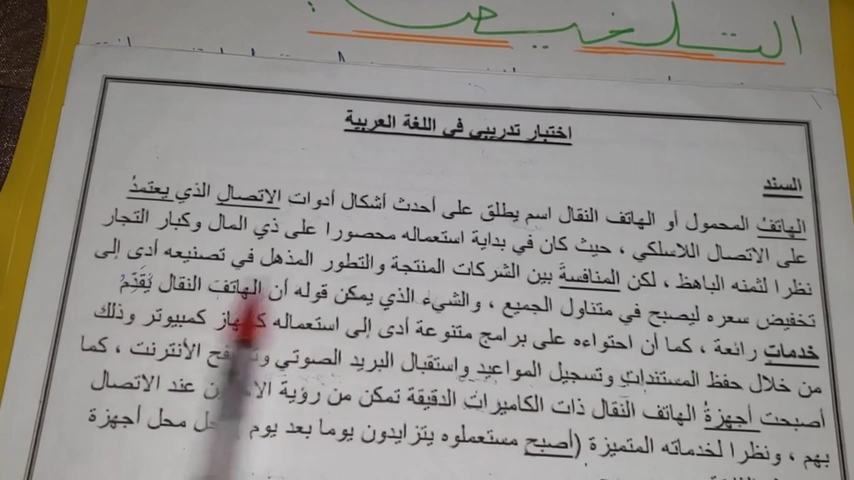 التلخيص:
اختبار تدريبي في اللغة العربية
السند
الهاتفُ المحمول أو الهاتف النقال اسم يطلق على أحدث أشكال أدوات الاتصالِ الذي يعتمدُ
على الاتصال اللاسلكي ، حيث كان في بداية استعماله محصورا على ذي المال وكبار التجار
نظرا لثمنه الباهظ ، لكن المنافسةَ بين الشركات المنتجة والتطور المذهل في تصنيعه أدى إلى
تخفيض سعره ليصبح في متناول الجميع ، والشيء الذي يمكن قوله أن الهاتفَ النقال يُقَدِّمُ
خدماتٍ رائعة ، كما أن احتواءه على برامج متنوعة أدى إلى استعماله كمبيوتر وذلك
من خلال حفظ المستنداتِ وتسجيل المواعيد واستقبال البريد الصوتي الأنترنت ، كما
أصبحت أجهزةُ الهاتف النقال ذات الكاميرات الدقيقة تمكن من رؤية عند الاتصال
بهم ، ونظرا لخدماته المتميزة (أصبح مستعملوه يتزايدون يوما بعد يوم محل أجهزة